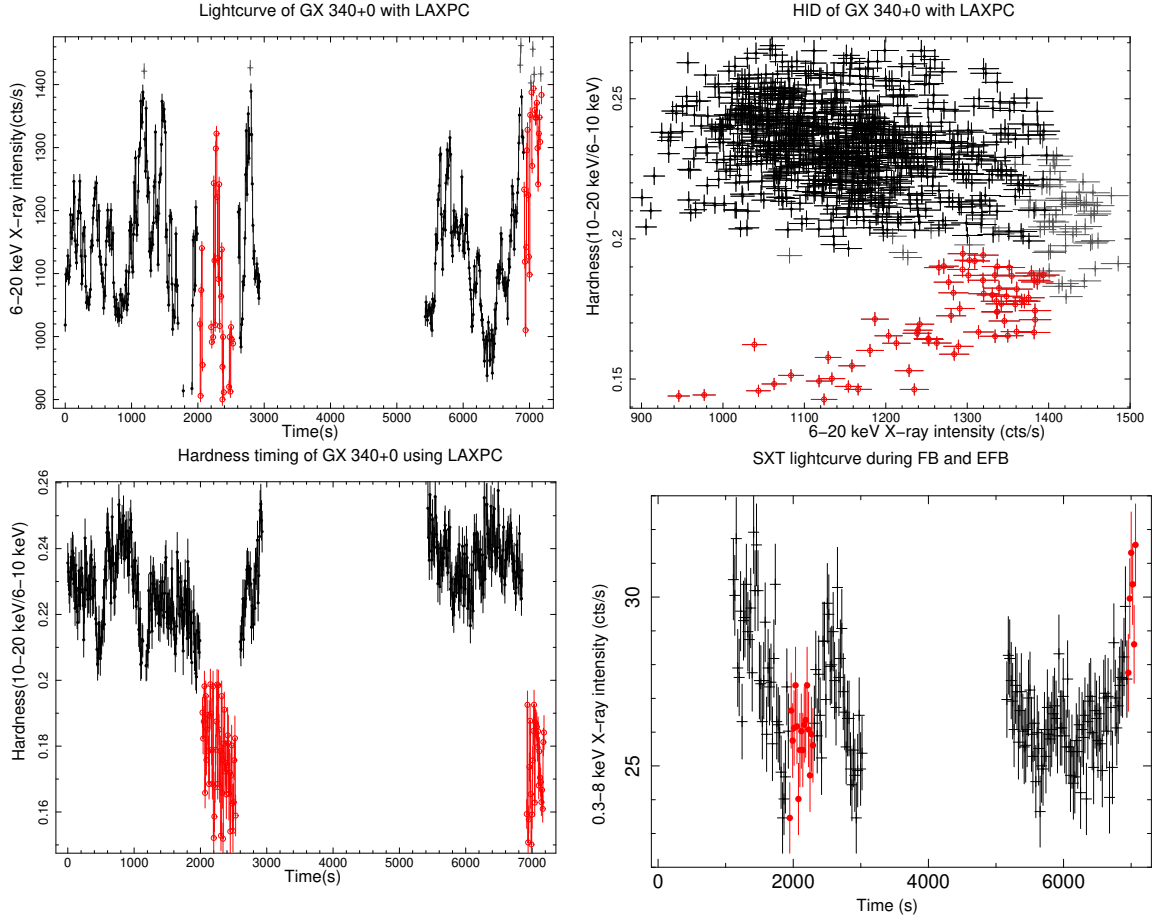 Lightcurve of GX 340+0 with LAXPC
6−20 keV X−ray intensity(cts/s)
1400
1300
1200
1100
1000
900
0 1000 2000 3000 4000 5000 6000 7000
Time(s)
HID of GX 340+0 with LAXPC
Hardness(10−20 keV/6−10 keV)
0.25
0.2
0.15
900 1000 1100 1200 1300 1400 1500
6−20 keV X−ray intensity (cts/s)
Hardness timing of GX 340+0 using LAXPC
Hardness(10−20 keV/6−10 keV)
0.26
0.24
0.22
0.2
0.18
0.16
0 1000 2000 3000 4000 5000 6000 7000
Time(s)
SXT lightcurve during FB and EFB
0.3−8 keV X−ray intensity (cts/s)
30
25
0 2000 4000 6000
Time (s)